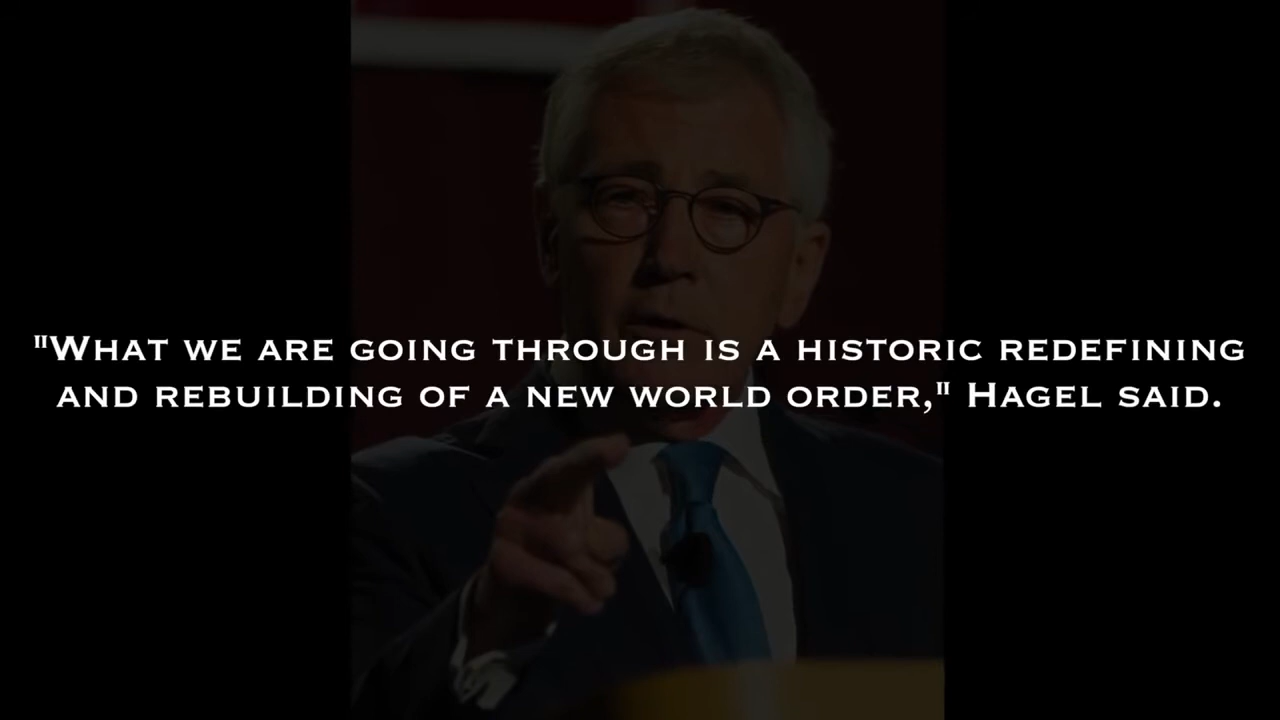 "What we are going through is a historic redefining
and rebuilding of a new world order," Hagel said.